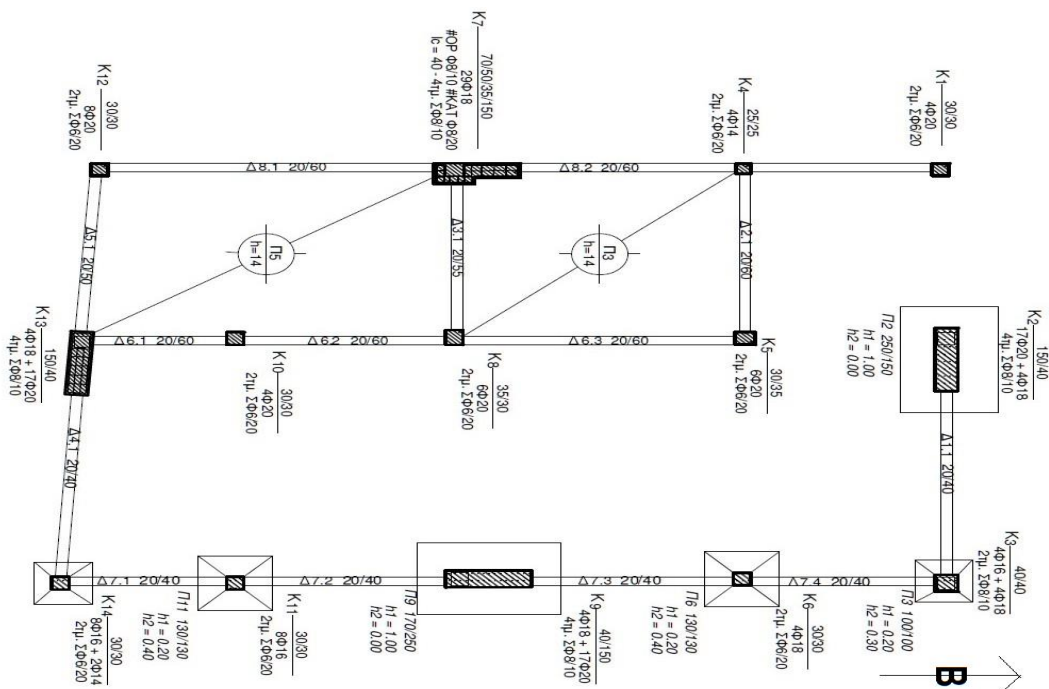 K1 30/30
4Φ20
2τμ. ΣΦ6/20
K4 25/25
4Φ14
2τμ. ΣΦ6/20
K7 70/50/35/150
29Φ18
#ΟΡ Φ8/10 #ΚΑΤ Φ8/20
lc = 40 - 4τμ. ΣΦ8/10
K12 30/30
8Φ20
2τμ. ΣΦ6/20
Δ8.1 20/60
Δ8.2 20/60
Δ5.1 20/50
Π5
h=14
Δ3.1 20/55
Π3
h=14
Δ2.1 20/60
K2 150/40
17Φ20 + 4Φ18
4τμ. ΣΦ8/10
Π2 250/150
h1 = 1.00
h2 = 0.00
K13 150/40
4Φ18 + 17Φ20
4τμ. ΣΦ8/10
Δ6.1 20/60
Δ6.2 20/60
Δ6.3 20/60
K10 30/30
4Φ20
2τμ. ΣΦ6/20
K8 35/30
6Φ20
2τμ. ΣΦ6/20
K5 30/35
6Φ20
2τμ. ΣΦ6/20
Δ4.1 20/40
Δ1.1 20/40
K3 40/40
4Φ16 + 4Φ18
2τμ. ΣΦ8/10
Π3 100/100
h1 = 0.20
h2 = 0.30
Δ7.1 20/40
Δ7.2 20/40
Δ7.3 20/40
Δ7.4 20/40
K14 30/30
8Φ16 + 2Φ14
2τμ. ΣΦ6/20
Π11 130/130
h1 = 0.20
h2 = 0.40
K11 30/30
8Φ16
2τμ. ΣΦ6/20
Π9 170/250
h1 = 1.00
h2 = 0.00
K9 40/150
4Φ18 + 17Φ20
4τμ. ΣΦ8/10
Π6 130/130
h1 = 0.20
h2 = 0.40
K6 30/30
4Φ18
2τμ. ΣΦ6/20
B